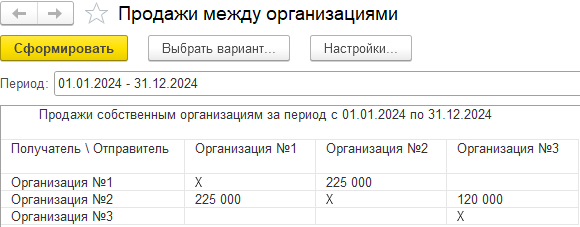 Продажи между организациями
Сформировать Выбрать вариант... Настройки...
Период: 01.01.2024 - 31.12.2024
Продажи собственным организациям за период с 01.01.2024 по 31.12.2024
Получатель \ Отправитель Организация №1 Организация №2 Организация №3
Организация №1 X 225 000
Организация №2 225 000 X 120 000
Организация №3 X